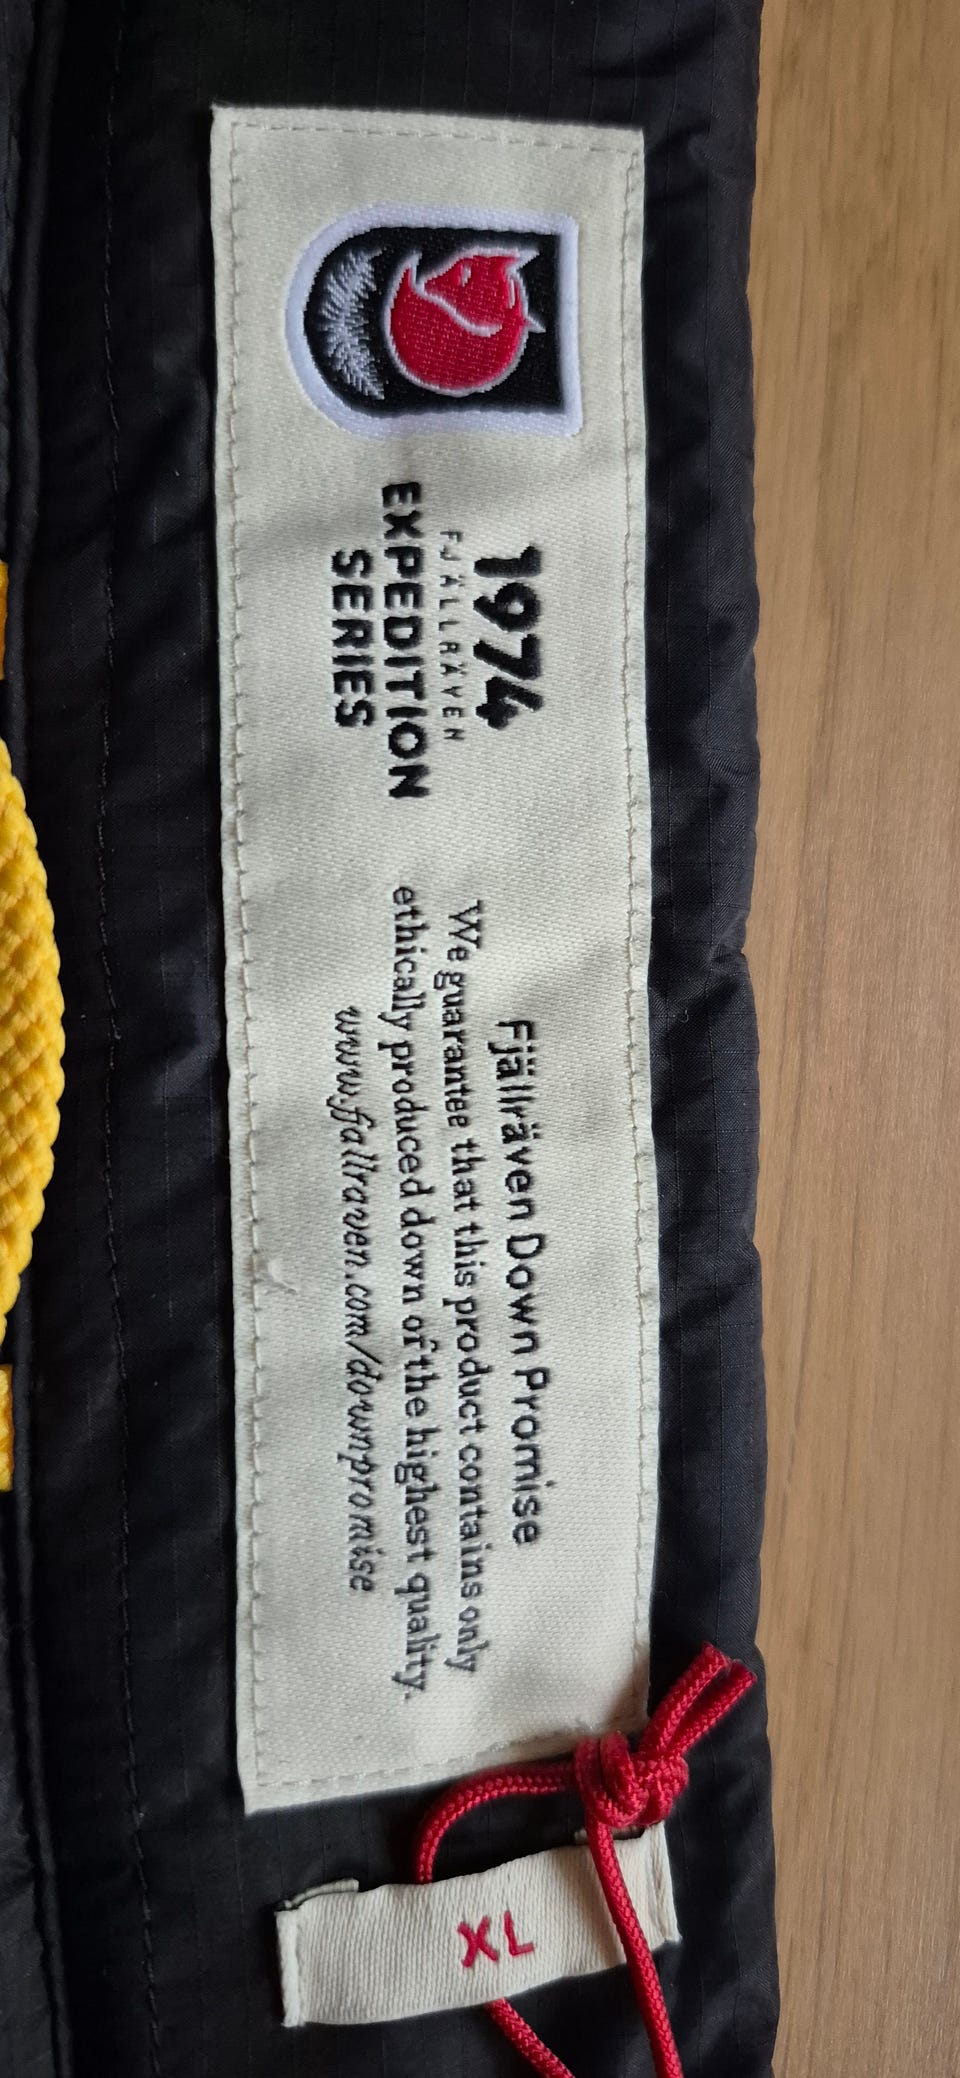 1974
FJÄLLRÄVEN
EXPEDITION
SERIES
Fjällräven Down Promise
We guarantee that this product contains only
ethically produced down of the highest quality.
www.fjallraven.com/downpromise
XL